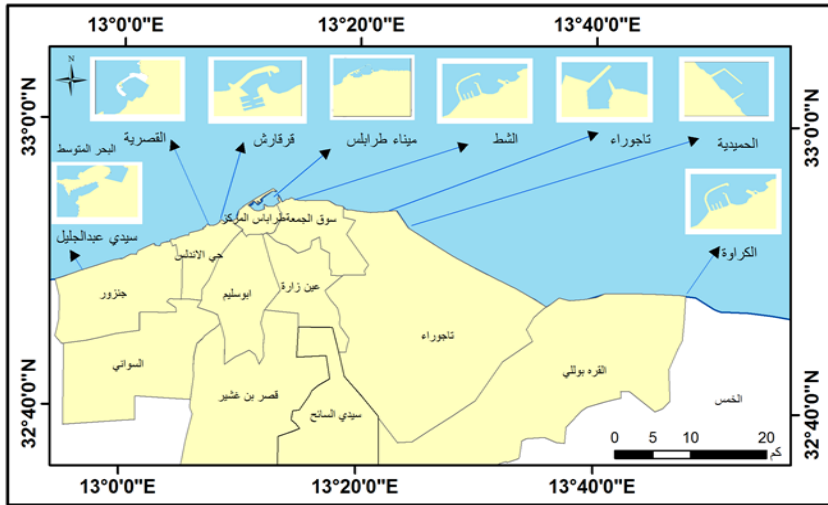 13°0'0"E 13°20'0"E 13°40'0"E
N
33°0'0"N 33°0'0"N
القصرية
قرقارش
ميناء طرابلس
الشط
تاجوراء
الحميدية
البحر المتوسط
سيدي عبدالجليل
الكراوة
طراباس المركز
سوق الجمعة
حي الاندلس
جنزور
ابوسليم
عين زارة
تاجوراء
السواني
القره بوللي
قصر بن غشير
سيدي السائح
الخمس
32°40'0"N 32°40'0"N
0 5 10 20
كم
13°0'0"E 13°20'0"E 13°40'0"E